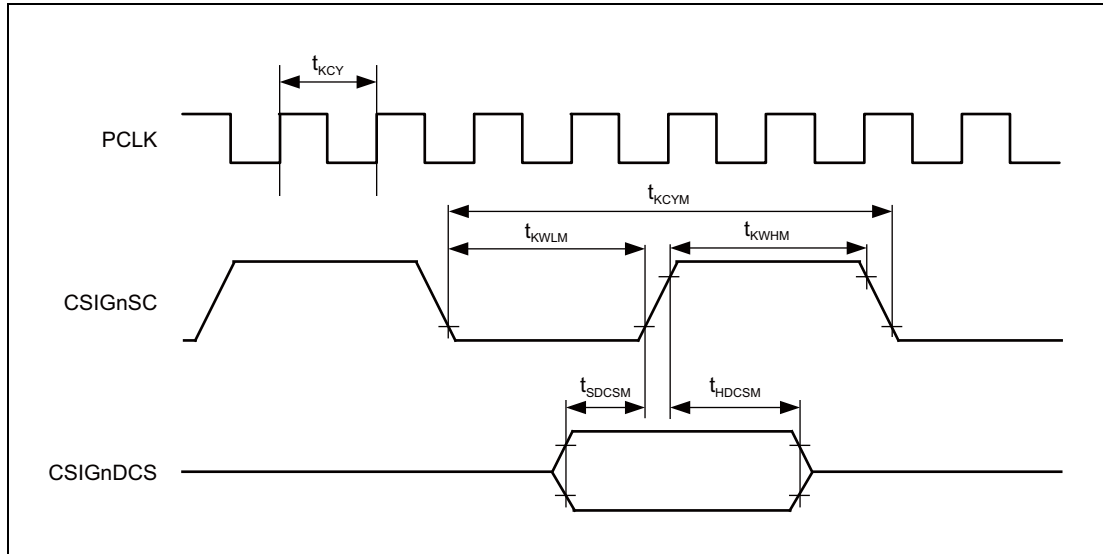 tKCY
PCLK
tKCYM
tKWLM
tKWHM
CSIGnSC
tSDCSM
tHDCSM
CSIGnDCS